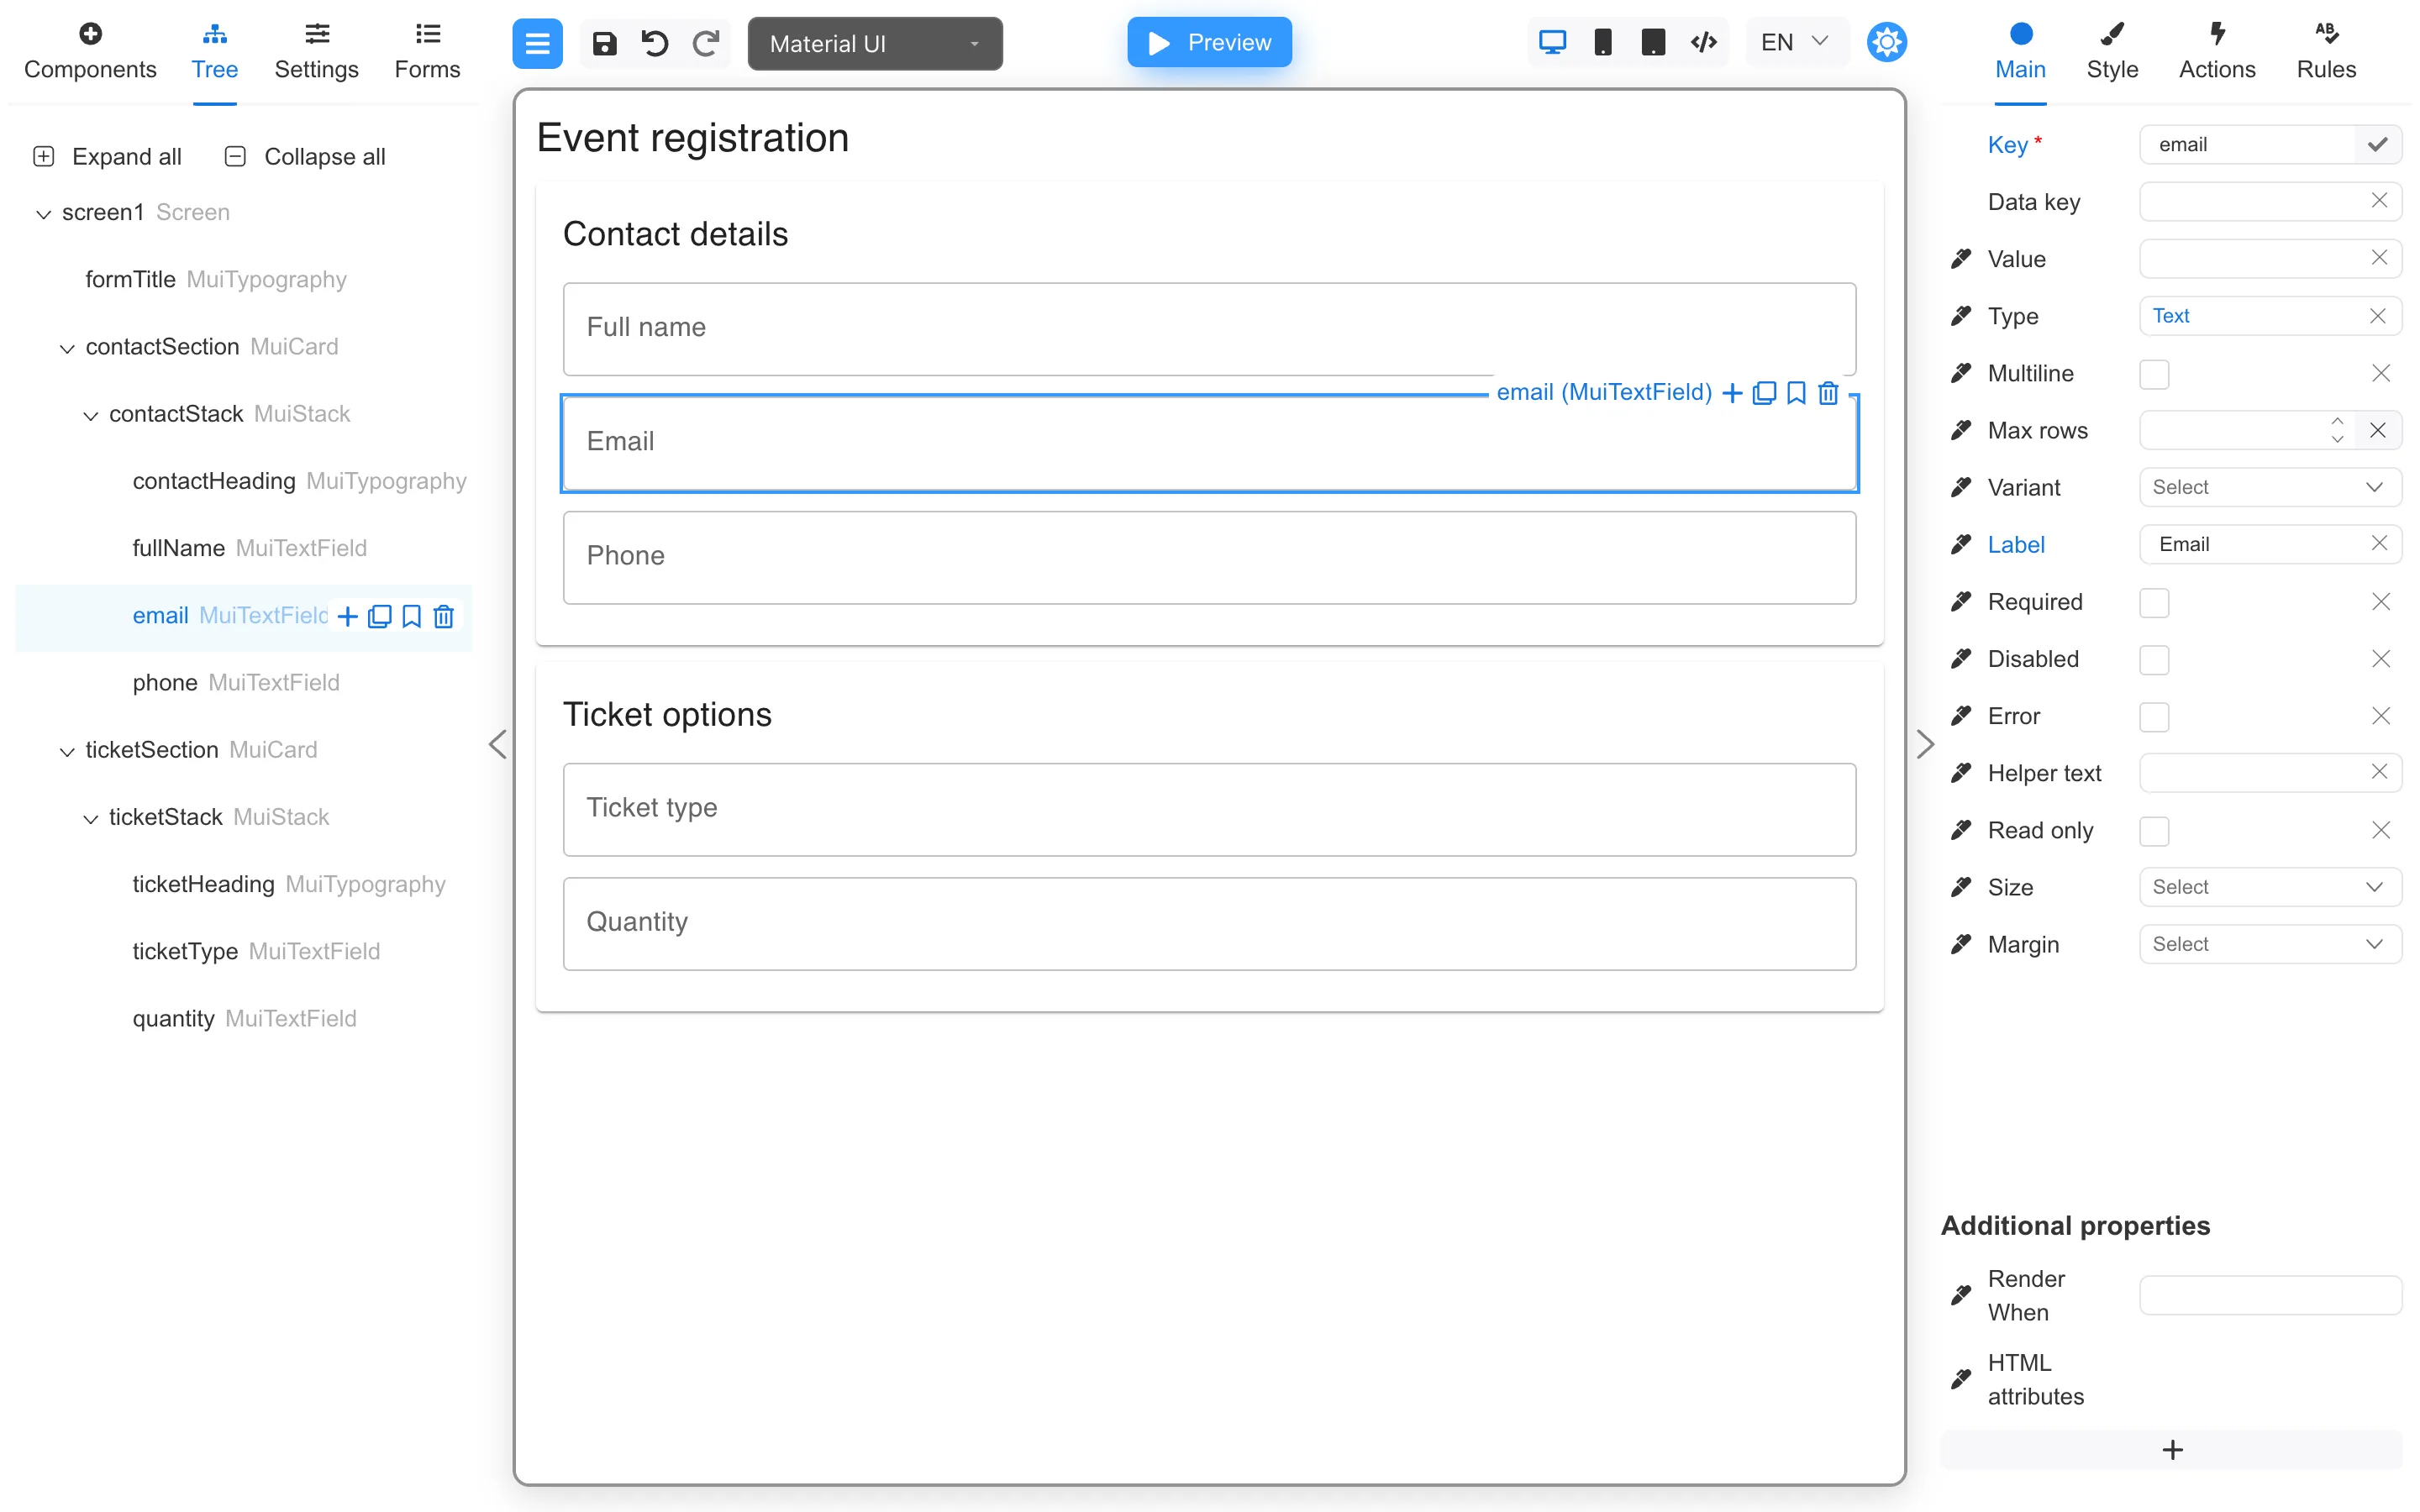 Components
Tree
Settings
Forms
Material UI
Preview
EN
Main
Style
Actions
AB
Rules
Expand all
Collapse all
screen1 Screen
formTitle MuiTypography
contactSection MuiCard
contactStack MuiStack
contactHeading MuiTypography
fullName MuiTextField
email MuiTextField
phone MuiTextField
ticketSection MuiCard
ticketStack MuiStack
ticketHeading MuiTypography
ticketType MuiTextField
quantity MuiTextField
Event registration
Contact details
Full name
email (MuiTextField)
Email
Phone
Ticket options
Ticket type
Quantity
Key * email
Data key
Value
Type Text
Multiline
Max rows
Variant Select
Label Email
Required
Disabled
Error
Helper text
Read only
Size Select
Margin Select
Additional properties
Render
When
HTML
attributes